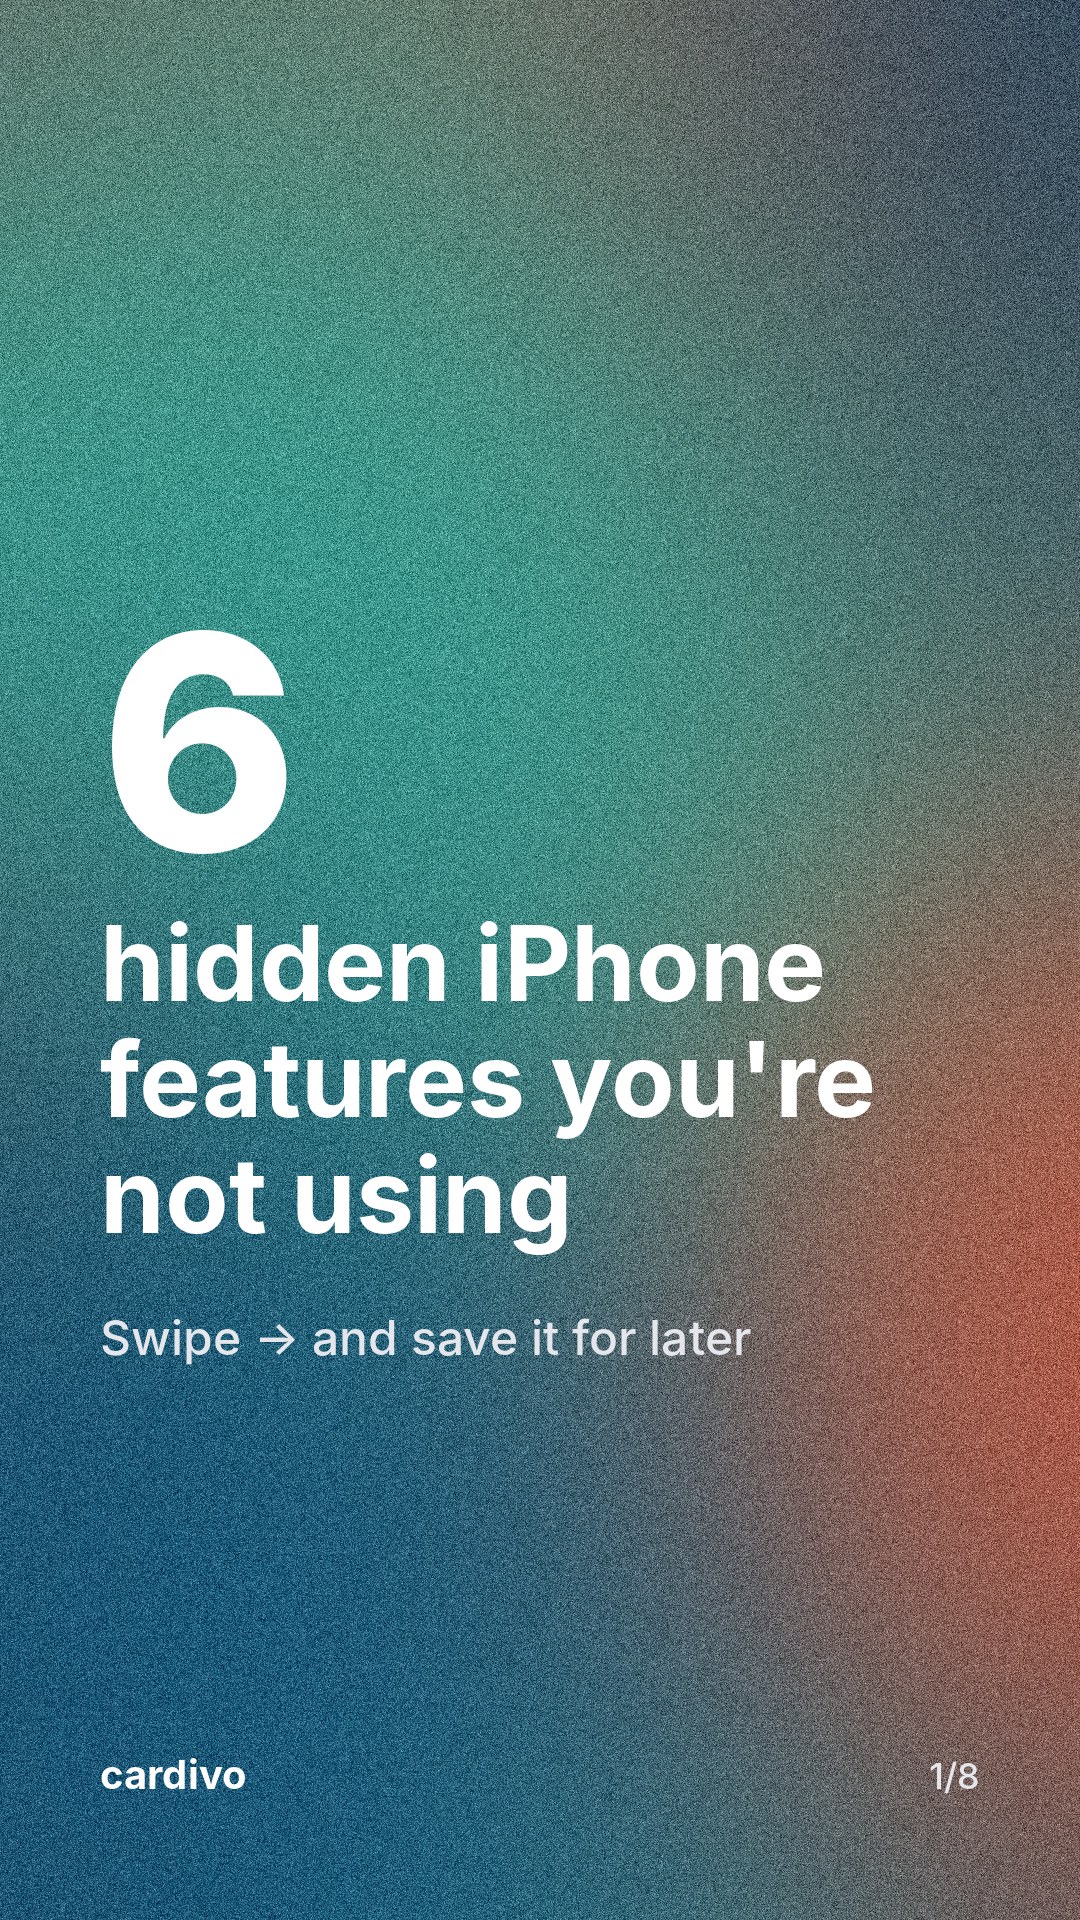 6
hidden iPhone
features you're
not using
Swipe → and save it for later
cardivo
1/8